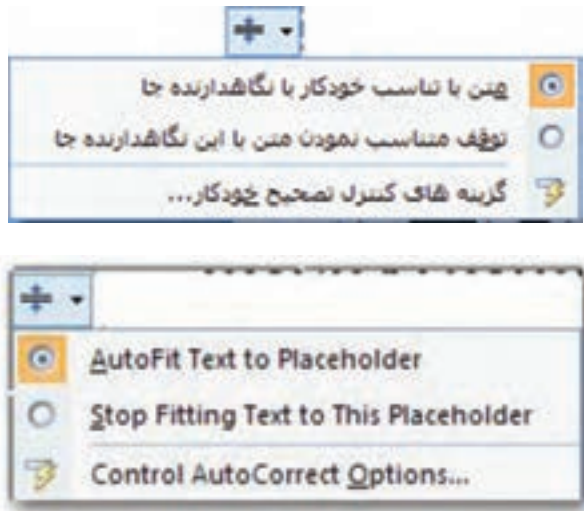 متن با تناسب خودکار با نگاهدارنده جا
توقف متناسب نمودن متن با این نگاهدارنده جا
گزینه های کنترل تصحیح خودکار...
AutoFit Text to Placeholder
Stop Fitting Text to This Placeholder
Control AutoCorrect Options...